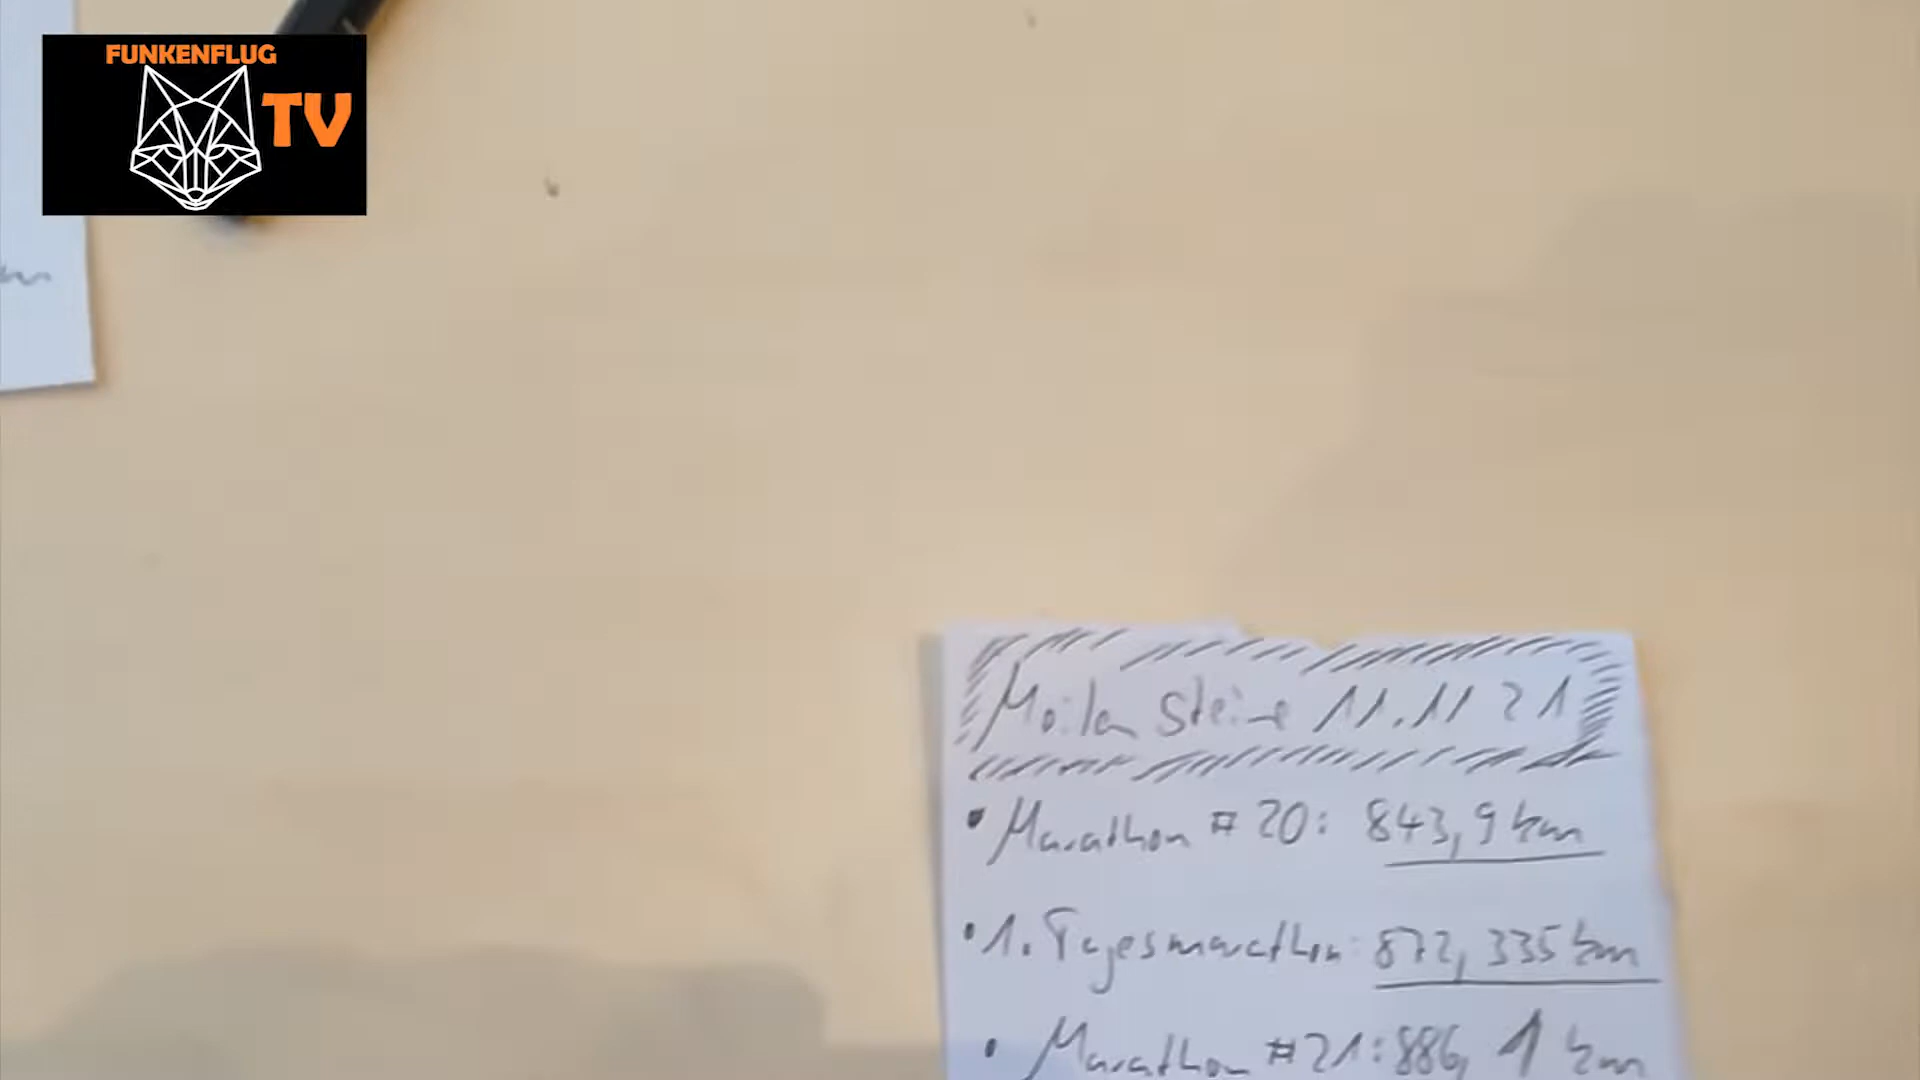 FUNKENFLUG
TV
km
Meilensteine 11.11 21
• Marathon #20: 843,9 km
• 1. Tagesmarathon: 872,335 km
• Marathon #21: 886,1 km